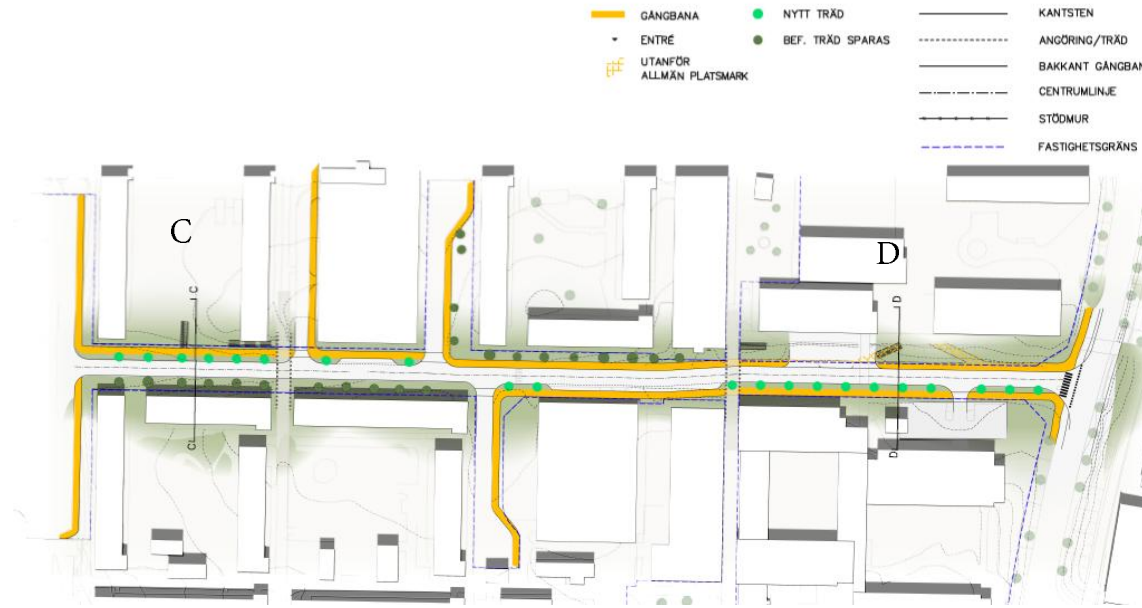 GÅNGBANA
ENTRÉ
UTANFÖR
ALLMÄN PLATSMARK
NYTT TRÄD
BEF. TRÄD SPARAS
KANTSTEN
ANGÖRING/TRÄD
BAKKANT GÅNGBAN
CENTRUMLINJE
STÖDMUR
FASTIGHETSGRÄNS
C
D
C
D
C
D